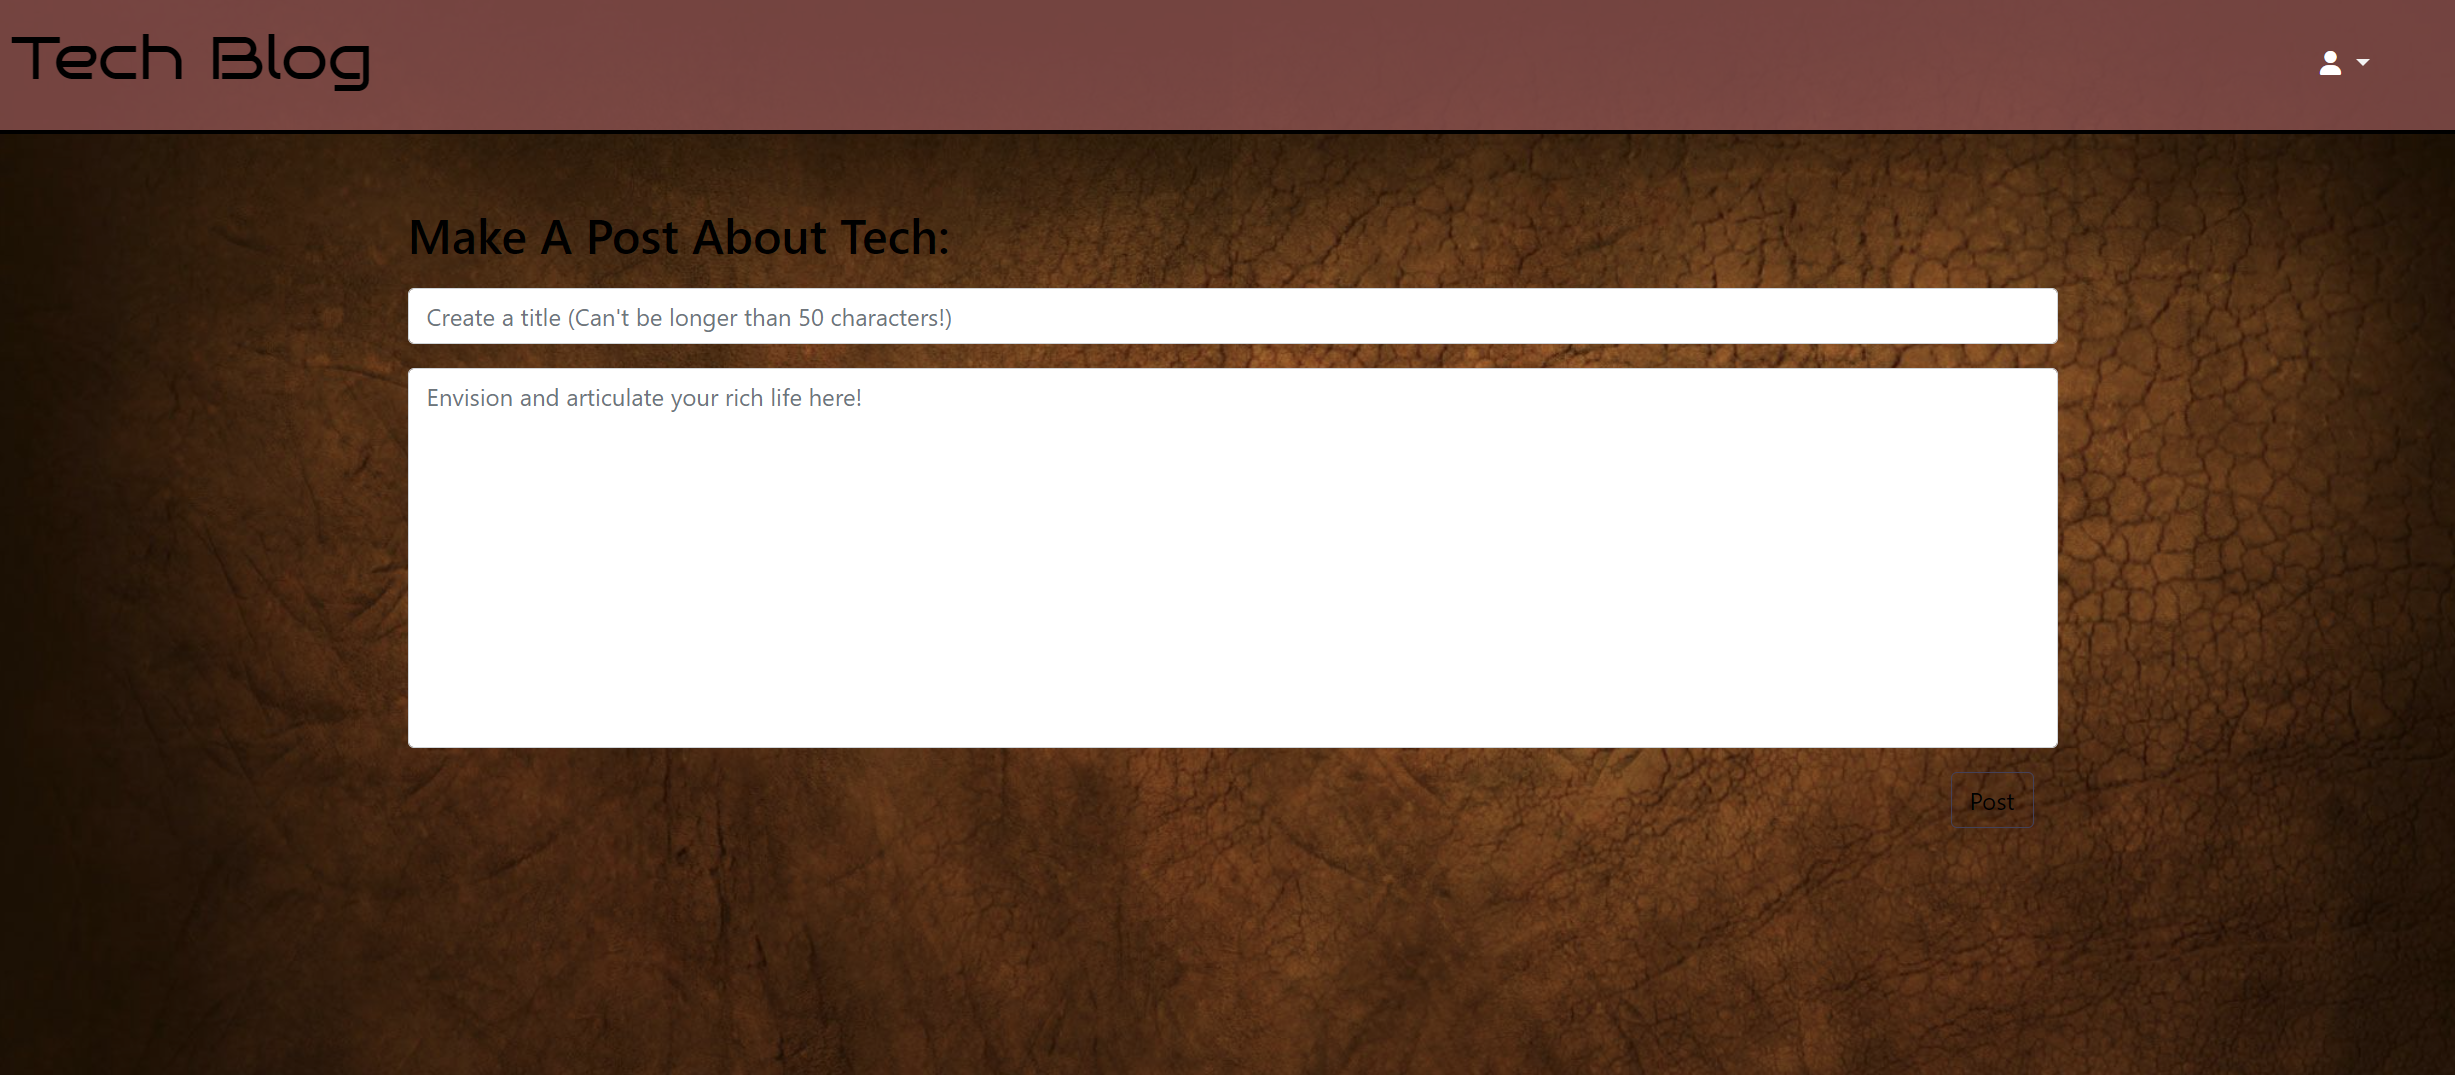 Tech Blog
Make A Post About Tech:
Create a title (Can't be longer than 50 characters!)
Envision and articulate your rich life here!
Post